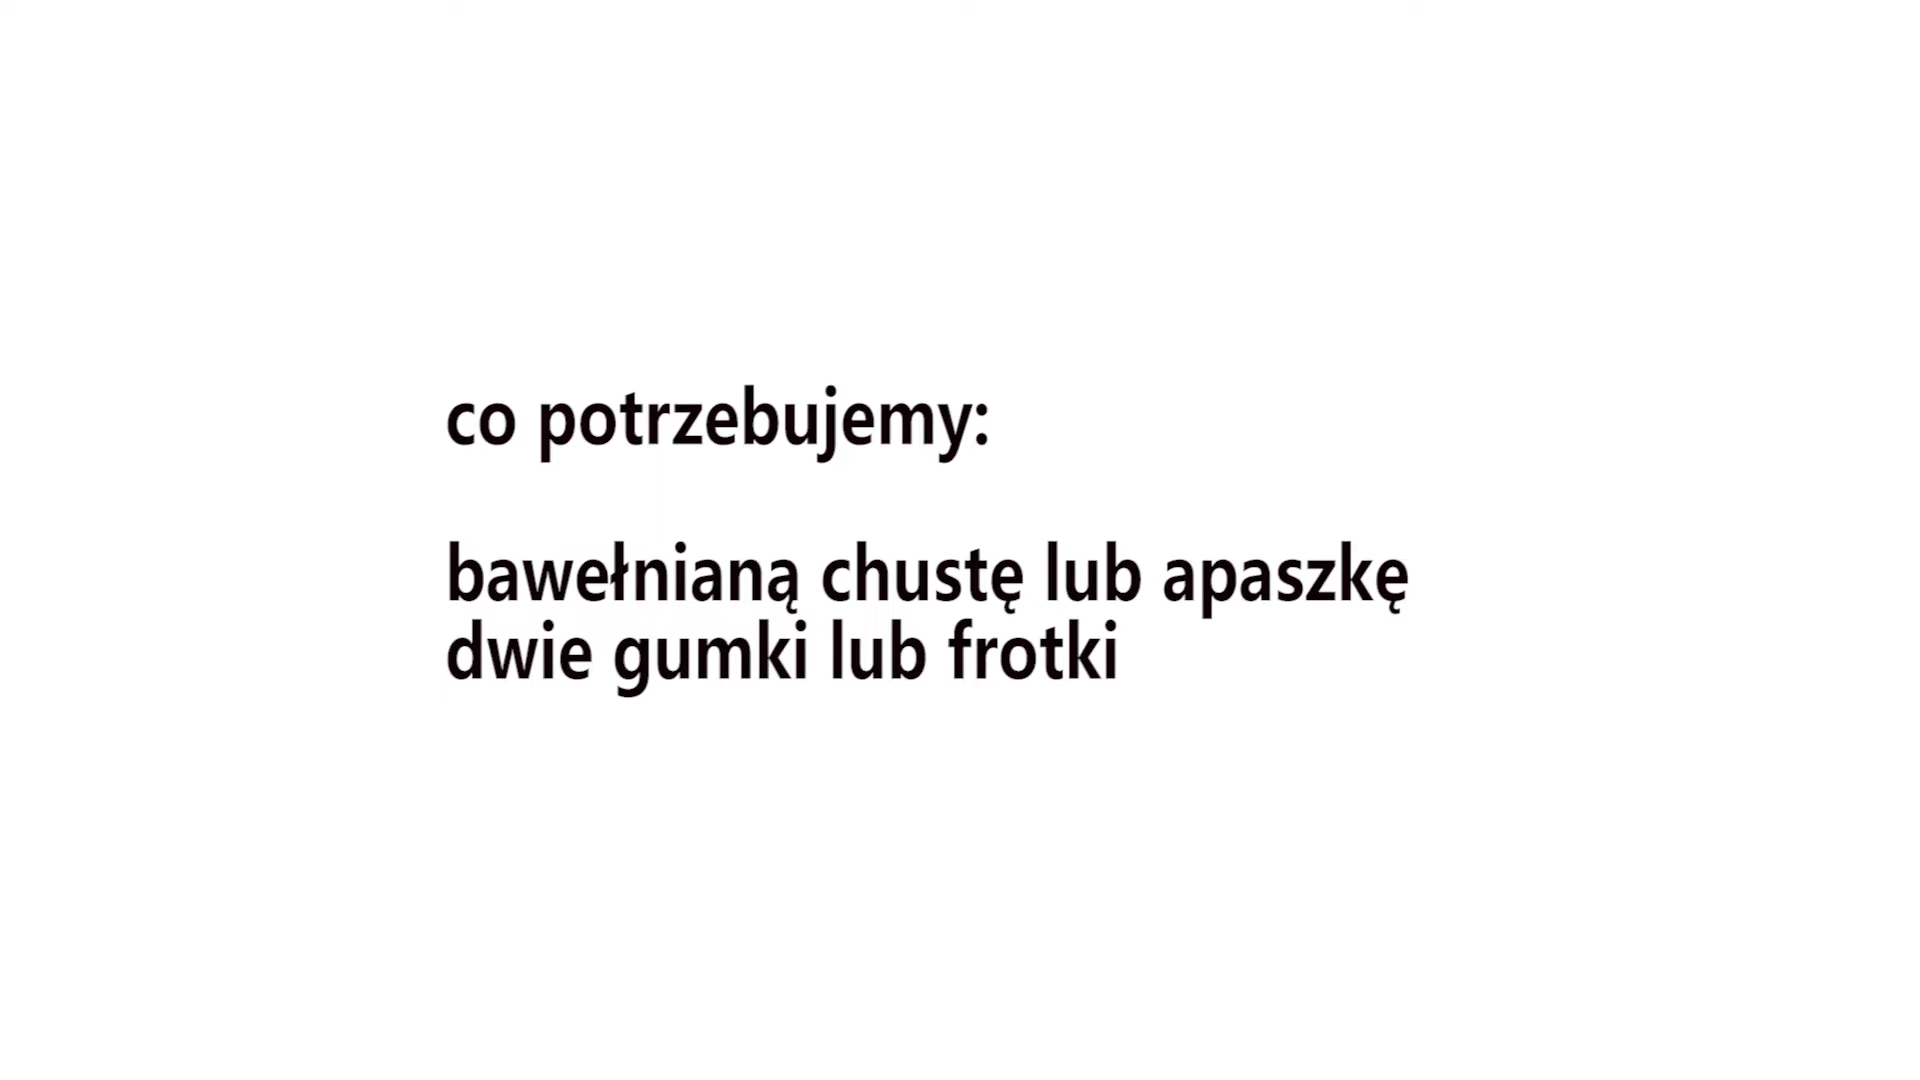 co potrzebujemy:
bawełnianą chustę lub apaszkę
dwie gumki lub frotki